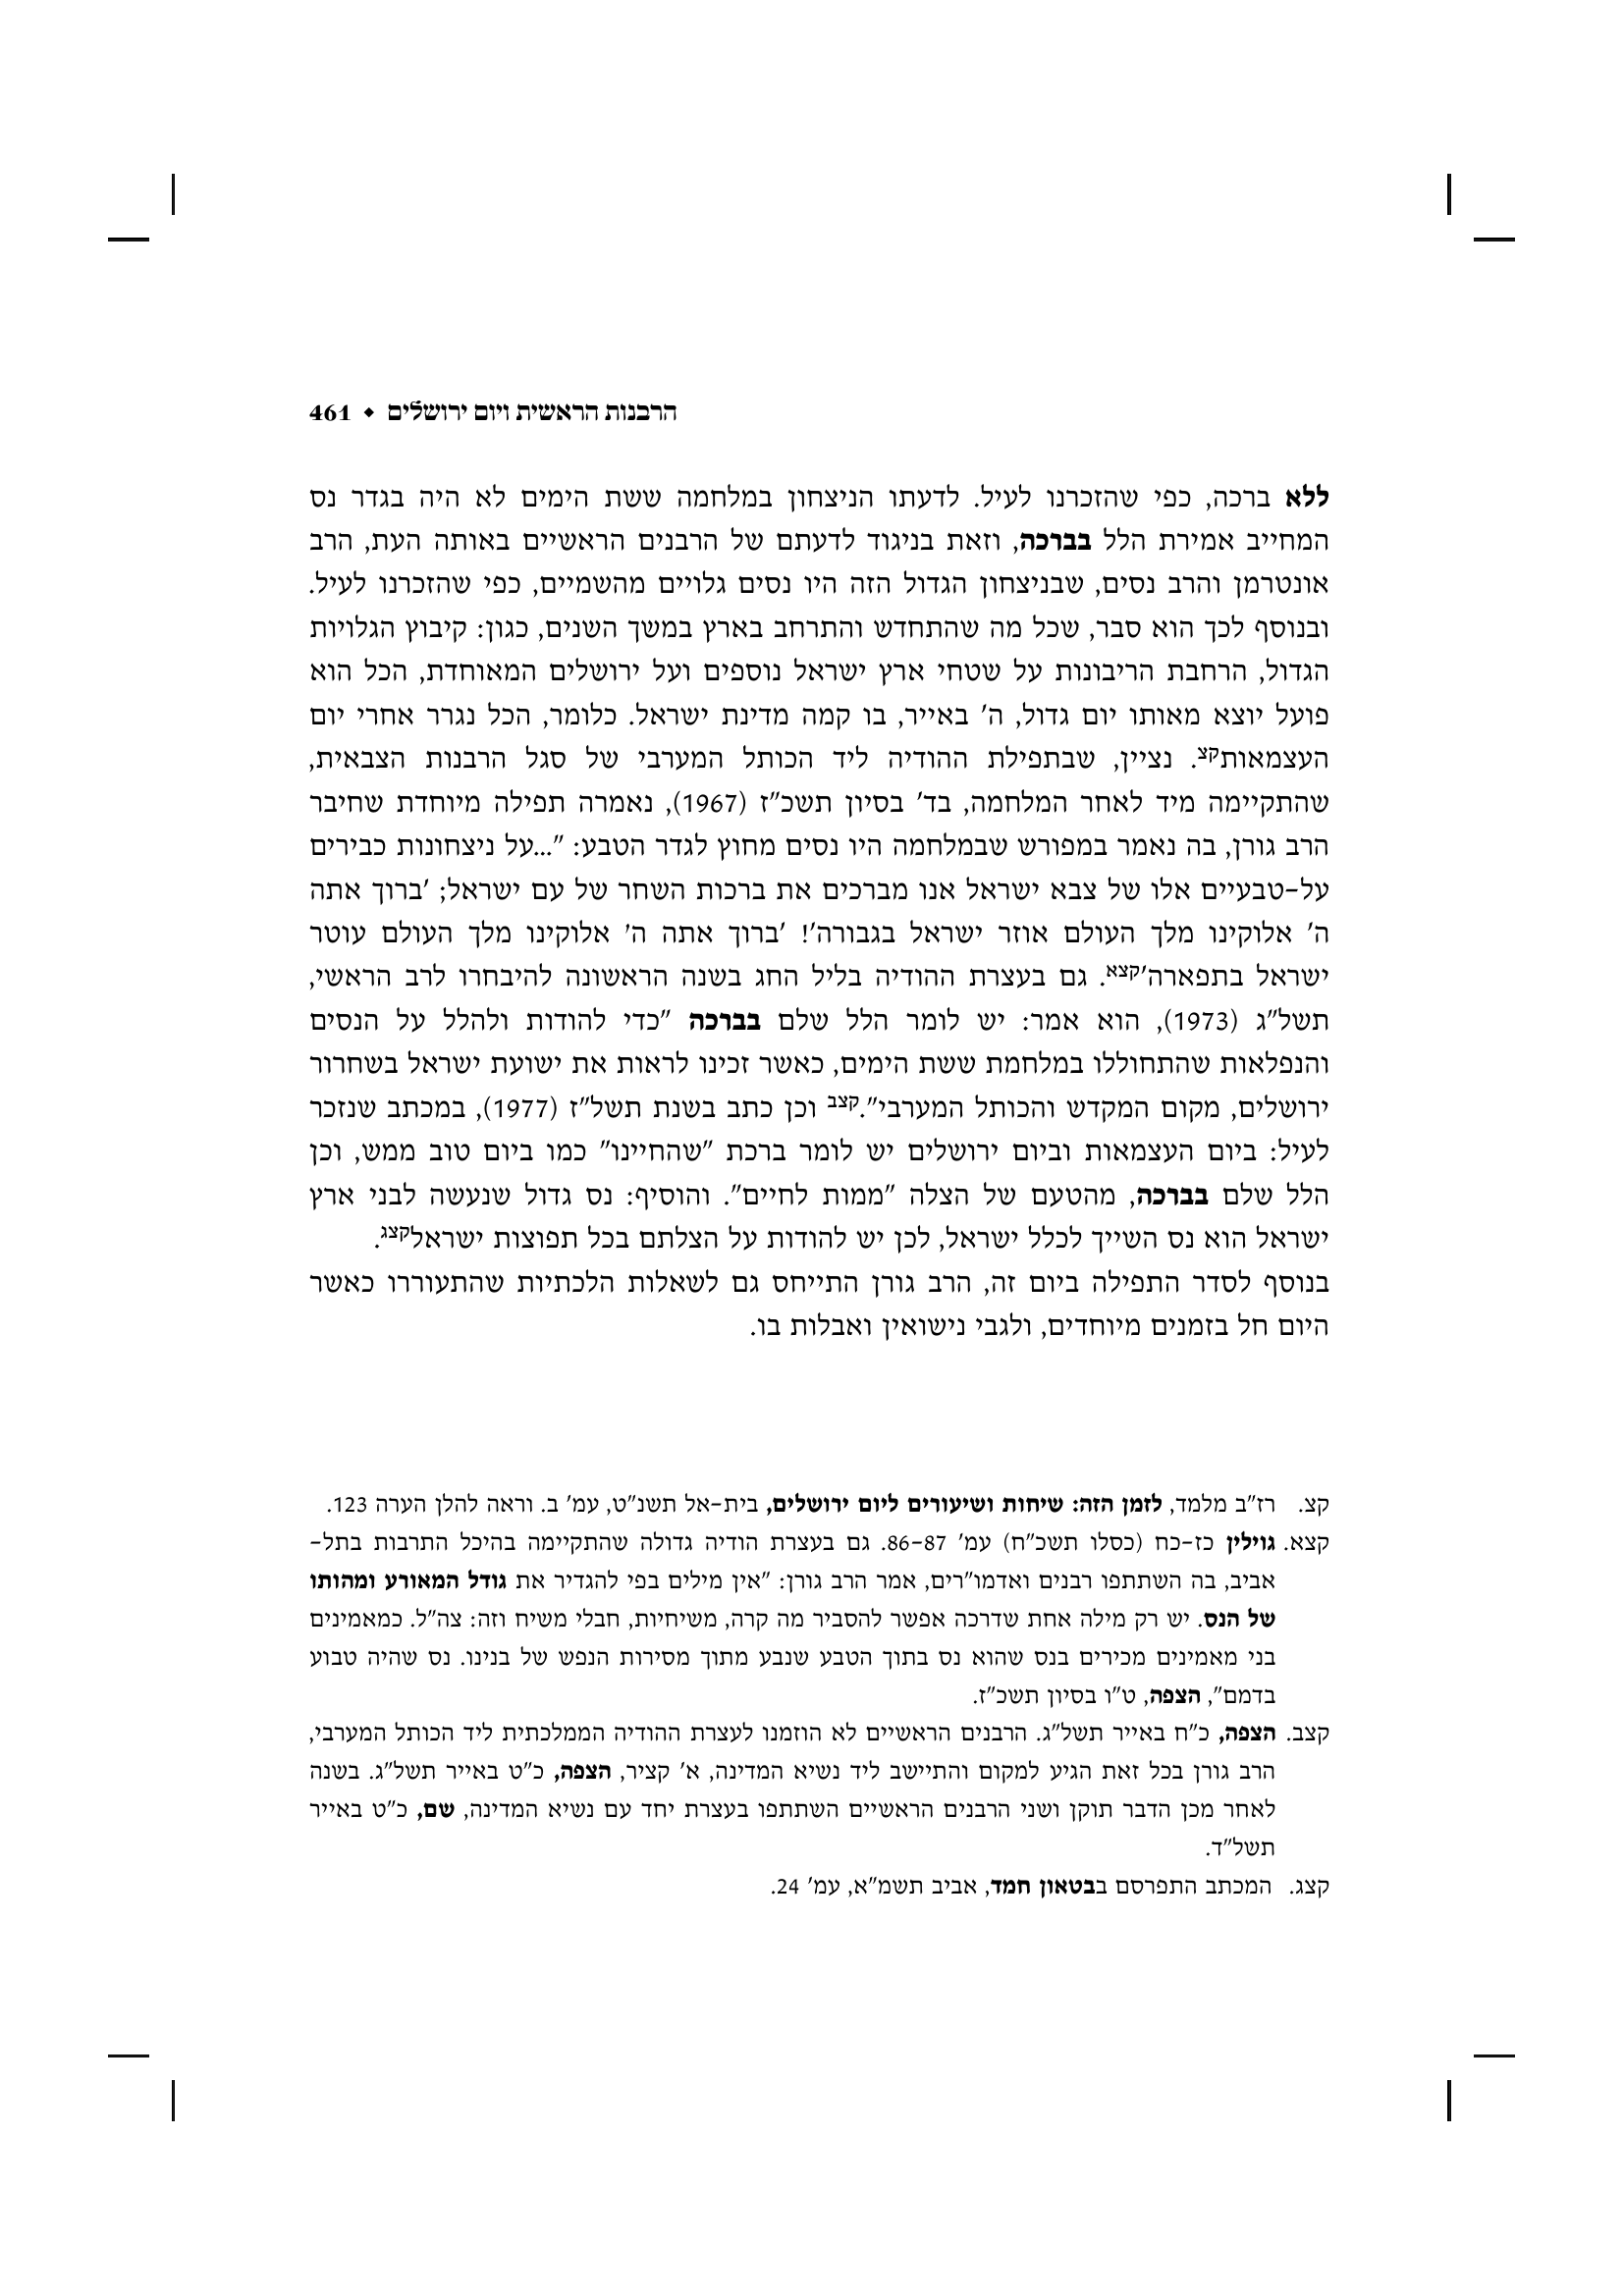 הרבנות הראשית ויום ירושלים ◆ 461
ללא ברכה, כפי שהזכרנו לעיל. לדעתו הניצחון במלחמה ששת הימים לא היה בגדר נס
המחייב אמירת הלל בברכה, וזאת בניגוד לדעתם של הרבנים הראשיים באותה העת, הרב
אונטרמן והרב נסים, שבניצחון הגדול הזה היו נסים גלויים מהשמיים, כפי שהזכרנו לעיל.
ובנוסף לכך הוא סבר, שכל מה שהתחדש והתרחב בארץ במשך השנים, כגון: קיבוץ הגלויות
הגדול, הרחבת הריבונות על שטחי ארץ ישראל נוספים ועל ירושלים המאוחדת, הכל הוא
פועל יוצא מאותו יום גדול, ה' באייר, בו קמה מדינת ישראל. כלומר, הכל נגרר אחרי יום
העצמאותקצ. נציין, שבתפילת ההודיה ליד הכותל המערבי של סגל הרבנות הצבאית,
שהתקיימה מיד לאחר המלחמה, בד' בסיון תשכ"ז (1967), נאמרה תפילה מיוחדת שחיבר
הרב גורן, בה נאמר במפורש שבמלחמה היו נסים מחוץ לגדר הטבע: "...על ניצחונות כבירים
על-טבעיים אלו של צבא ישראל אנו מברכים את ברכות השחר של עם ישראל; 'ברוך אתה
ה' אלוקינו מלך העולם אוזר ישראל בגבורה'! 'ברוך אתה ה' אלוקינו מלך העולם עוטר
ישראל בתפארה'קצא. גם בעצרת ההודיה בליל החג בשנה הראשונה להיבחרו לרב הראשי,
תשל"ג (1973), הוא אמר: יש לומר הלל שלם בברכה "כדי להודות ולהלל על הנסים
והנפלאות שהתחוללו במלחמת ששת הימים, כאשר זכינו לראות את ישועת ישראל בשחרור
ירושלים, מקום המקדש והכותל המערבי".קצב וכן כתב בשנת תשל"ז (1977), במכתב שנזכר
לעיל: ביום העצמאות וביום ירושלים יש לומר ברכת "שהחיינו" כמו ביום טוב ממש, וכן
הלל שלם בברכה, מהטעם של הצלה "ממות לחיים". והוסיף: נס גדול שנעשה לבני ארץ
ישראל הוא נס השייך לכלל ישראל, לכן יש להודות על הצלתם בכל תפוצות ישראלקצג.
בנוסף לסדר התפילה ביום זה, הרב גורן התייחס גם לשאלות הלכתיות שהתעוררו כאשר
היום חל בזמנים מיוחדים, ולגבי נישואין ואבלות בו.
קצ. רז"ב מלמד, לזמן הזה: שיחות ושיעורים ליום ירושלים, בית-אל תשנ"ט, עמ' ב. וראה להלן הערה 123.
קצא. גוילין כז-כח (כסלו תשכ"ח) עמ' 86-87. גם בעצרת הודיה גדולה שהתקיימה בהיכל התרבות בתל-
אביב, בה השתתפו רבנים ואדמו"רים, אמר הרב גורן: "אין מילים בפי להגדיר את גודל המאורע ומהותו
של הנס. יש רק מילה אחת שדרכה אפשר להסביר מה קרה, משיחיות, חבלי משיח וזה: צה"ל. כמאמינים
בני מאמינים מכירים בנס שהוא נס בתוך הטבע שנבע מתוך מסירות הנפש של בנינו. נס שהיה טבוע
בדמם", הצפה, ט"ו בסיון תשכ"ז.
קצב. הצפה, כ"ח באייר תשל"ג. הרבנים הראשיים לא הוזמנו לעצרת ההודיה הממלכתית ליד הכותל המערבי,
הרב גורן בכל זאת הגיע למקום והתיישב ליד נשיא המדינה, א' קציר, הצפה, כ"ט באייר תשל"ג. בשנה
לאחר מכן הדבר תוקן ושני הרבנים הראשיים השתתפו בעצרת יחד עם נשיא המדינה, שם, כ"ט באייר
תשל"ד.
קצג. המכתב התפרסם בבטאון חמד, אביב תשמ"א, עמ' 24.